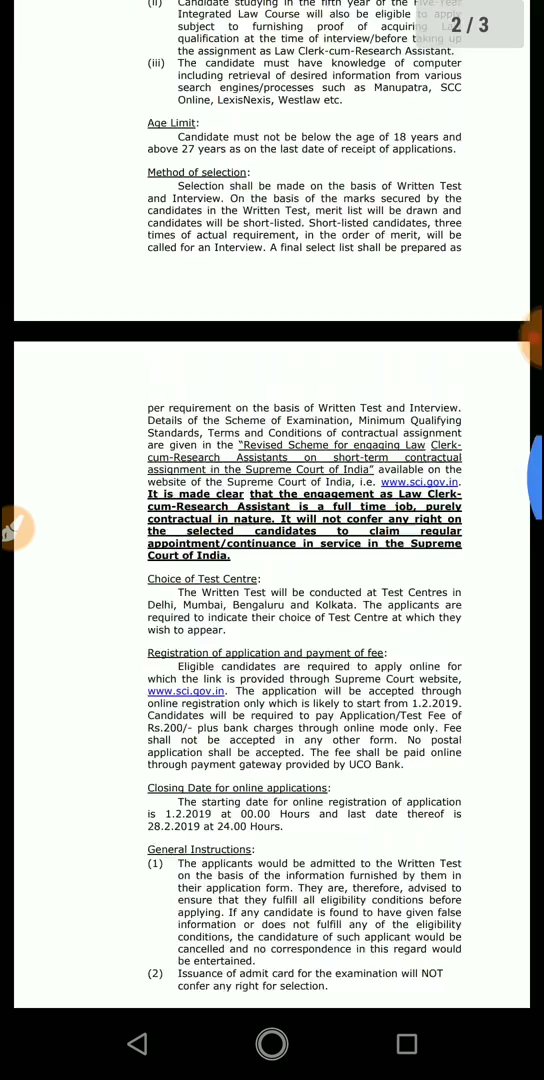 (ii) Candidate studying in the fifth year of the Five-Year
Integrated Law Course will also be eligible to apply
2 / 3
subject to furnishing proof of acquiring Law
qualification at the time of interview/before taking up
the assignment as Law Clerk-cum-Research Assistant.
(iii) The candidate must have knowledge of computer
including retrieval of desired information from various
search engines/processes such as Manupatra, SCC
Online, LexisNexis, Westlaw etc.
Age Limit:
Candidate must not be below the age of 18 years and
above 27 years as on the last date of receipt of applications.
Method of selection:
Selection shall be made on the basis of Written Test
and Interview. On the basis of the marks secured by the
candidates in the Written Test, merit list will be drawn and
candidates will be short-listed. Short-listed candidates, three
times of actual requirement, in the order of merit, will be
called for an Interview. A final select list shall be prepared as
per requirement on the basis of Written Test and Interview.
Details of the Scheme of Examination, Minimum Qualifying
Standards, Terms and Conditions of contractual assignment
are given in the “Revised Scheme for engaging Law Clerk-
cum-Research Assistants on short-term contractual
assignment in the Supreme Court of India” available on the
website of the Supreme Court of India, i.e. www.sci.gov.in.
It is made clear that the engagement as Law Clerk-
cum-Research Assistant is a full time job, purely
contractual in nature. It will not confer any right on
the selected candidates to claim regular
appointment/continuance in service in the Supreme
Court of India.
Choice of Test Centre:
The Written Test will be conducted at Test Centres in
Delhi, Mumbai, Bengaluru and Kolkata. The applicants are
required to indicate their choice of Test Centre at which they
wish to appear.
Registration of application and payment of fee:
Eligible candidates are required to apply online for
which the link is provided through Supreme Court website,
www.sci.gov.in. The application will be accepted through
online registration only which is likely to start from 1.2.2019.
Candidates will be required to pay Application/Test Fee of
Rs.200/- plus bank charges through online mode only. Fee
shall not be accepted in any other form. No postal
application shall be accepted. The fee shall be paid online
through payment gateway provided by UCO Bank.
Closing Date for online applications:
The starting date for online registration of application
is 1.2.2019 at 00.00 Hours and last date thereof is
28.2.2019 at 24.00 Hours.
General Instructions:
(1) The applicants would be admitted to the Written Test
on the basis of the information furnished by them in
their application form. They are, therefore, advised to
ensure that they fulfill all eligibility conditions before
applying. If any candidate is found to have given false
information or does not fulfill any of the eligibility
conditions, the candidature of such applicant would be
cancelled and no correspondence in this regard would
be entertained.
(2) Issuance of admit card for the examination will NOT
confer any right for selection.